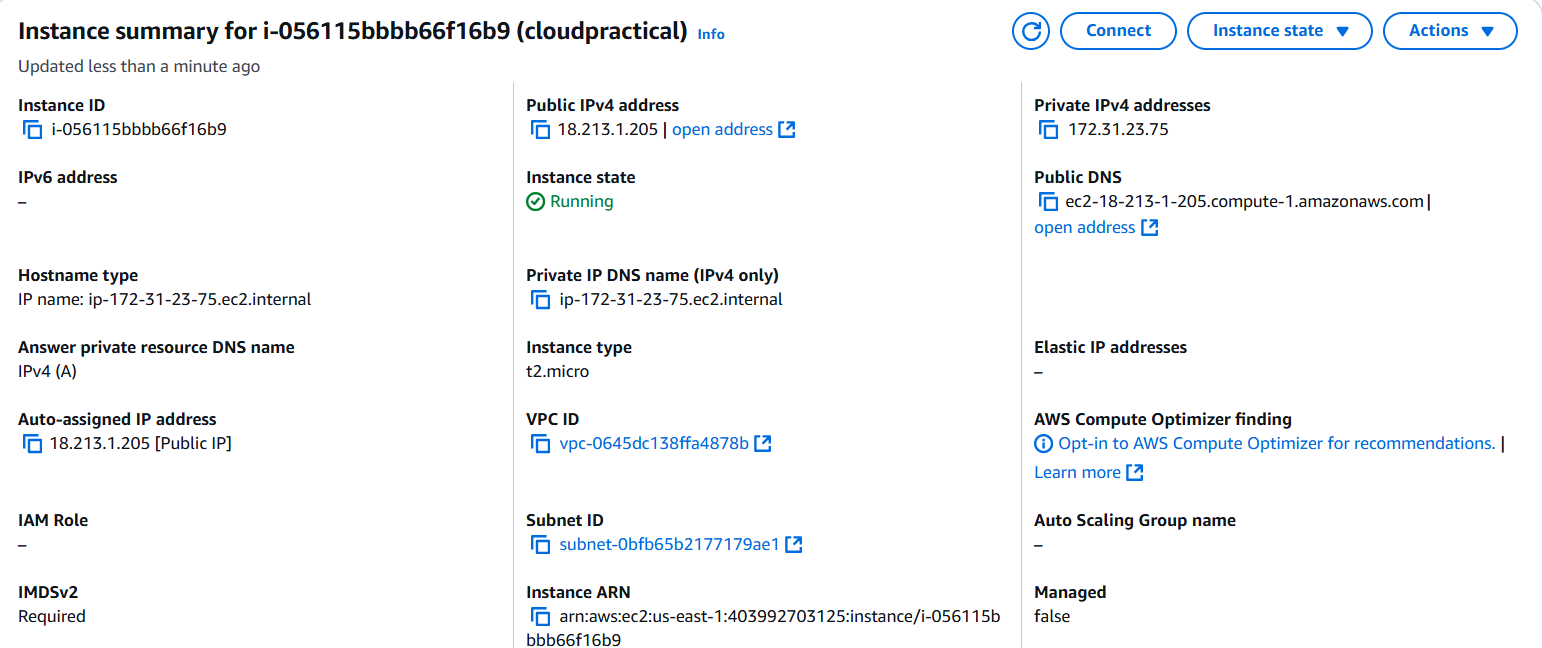 Instance summary for i-056115bbbb66f16b9 (cloudpractical) Info
Connect
Instance state
Actions
Updated less than a minute ago
Instance ID
i-056115bbbb66f16b9
Public IPv4 address
18.213.1.205 | open address
Private IPv4 addresses
172.31.23.75
IPv6 address
–
Instance state
Running
Public DNS
ec2-18-213-1-205.compute-1.amazonaws.com |
open address
Hostname type
IP name: ip-172-31-23-75.ec2.internal
Private IP DNS name (IPv4 only)
ip-172-31-23-75.ec2.internal
Answer private resource DNS name
IPv4 (A)
Instance type
t2.micro
Elastic IP addresses
–
Auto-assigned IP address
18.213.1.205 [Public IP]
VPC ID
vpc-0645dc138ffa4878b
AWS Compute Optimizer finding
Opt-in to AWS Compute Optimizer for recommendations. |
Learn more
IAM Role
–
Subnet ID
subnet-0bfb65b2177179ae1
Auto Scaling Group name
–
IMDSv2
Required
Instance ARN
arn:aws:ec2:us-east-1:403992703125:instance/i-056115b
bbb66f16b9
Managed
false